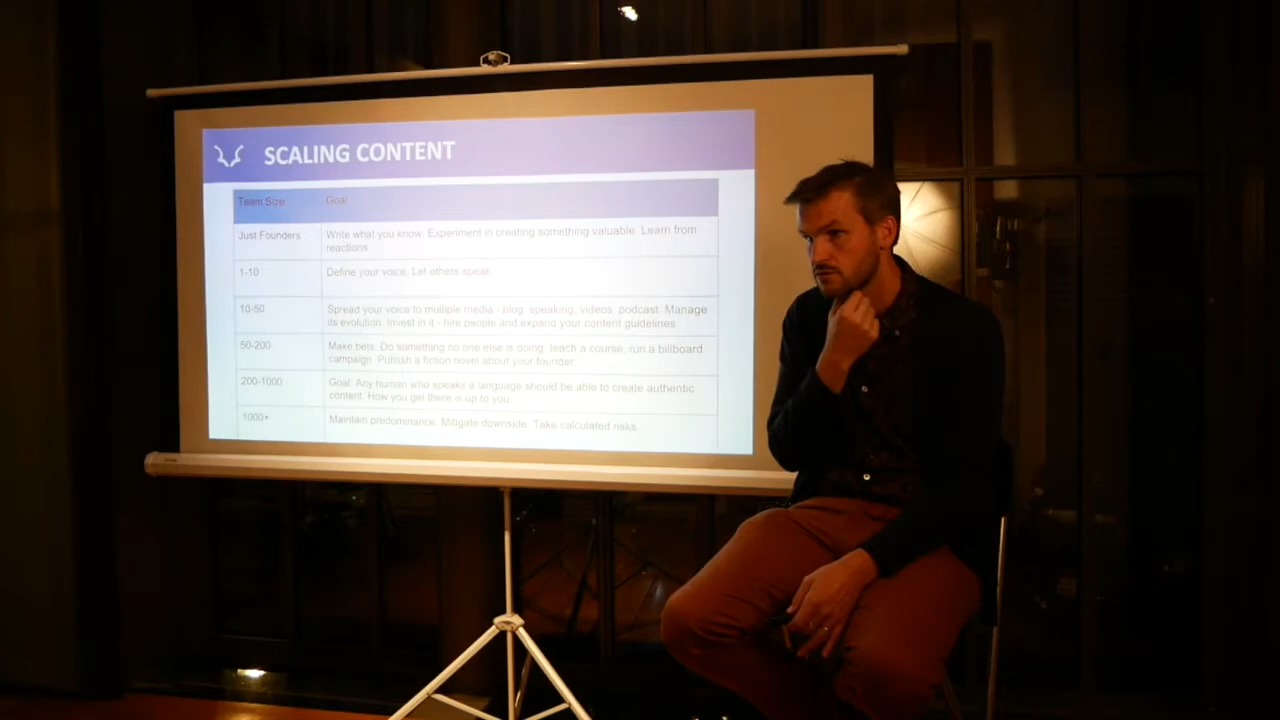 SCALING CONTENT
Team Size Goal
Just Founders Write what you know. Experiment in creating something valuable. Learn from
reactions
1-10 Define your voice. Let others speak.
10-50 Spread your voice to multiple media - blog, speaking, videos, podcast. Manage
its evolution. Invest in it - hire people and expand your content guidelines.
50-200 Make bets. Do something no one else is doing: teach a course, run a billboard
campaign. Publish a fiction novel about your founder.
200-1000 Goal: Any human who speaks a language should be able to create authentic
content. How you get there is up to you.
1000+ Maintain predominance. Mitigate downside. Take calculated risks.